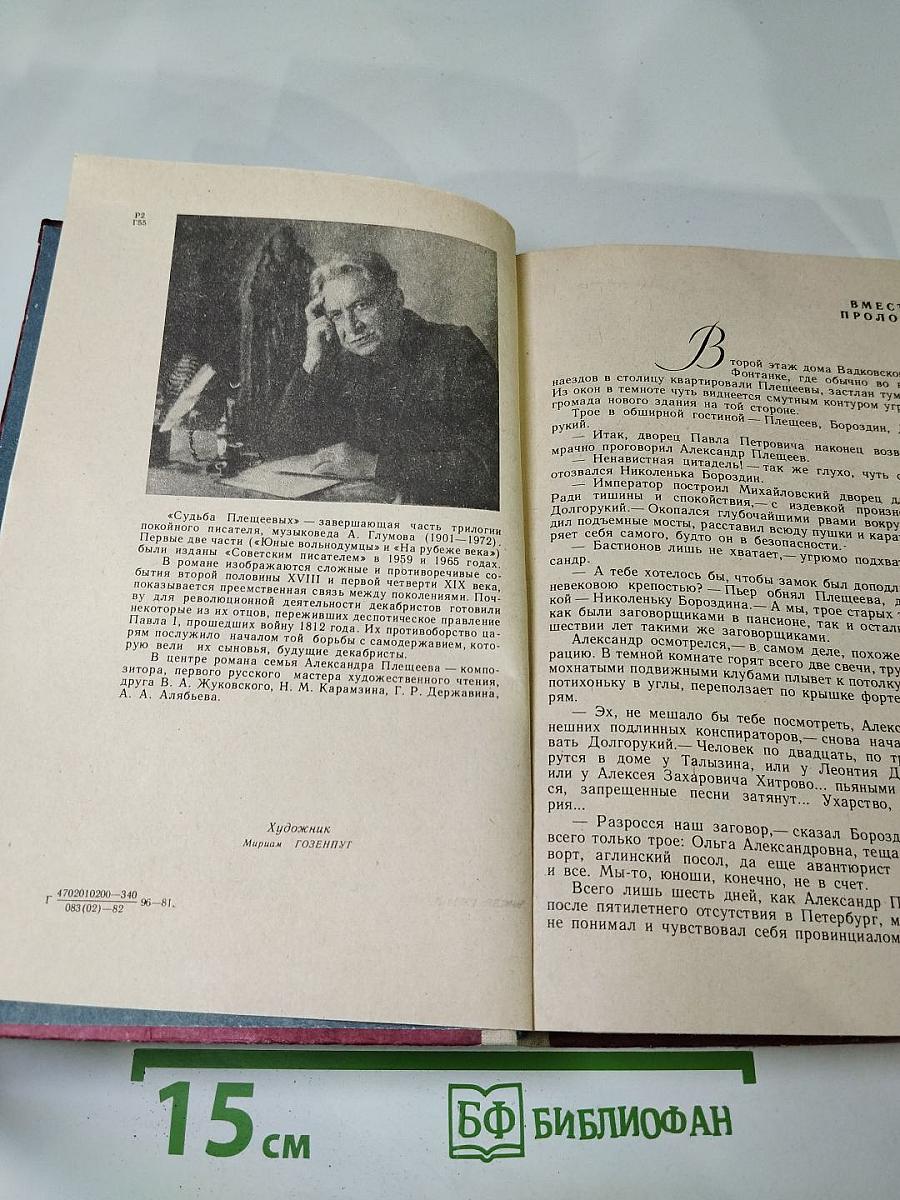 Р2
Г55
«Судьба Плещеевых» — завершающая часть трилогии
покойного писателя, музыковеда А. Глумова (1901—1972).
Первые две части («Юные вольнодумцы» и «На рубеже века»)
были изданы «Советским писателем» в 1959 и 1965 годах.
В романе изображаются сложные и противоречивые со-
бытия второй половины XVIII и первой четверти XIX века,
показывается преемственная связь между поколениями. Поч-
ву для революционной деятельности декабристов готовили
некоторые из их отцов, переживших деспотическое правление
Павла I, прошедших войну 1812 года. Их противоборство ца-
рям послужило началом той борьбы с самодержавием, кото-
рую вели их сыновья, будущие декабристы.
В центре романа семья Александра Плещеева — компо-
зитора, первого русского мастера художественного чтения,
друга В. А. Жуковского, Н. М. Карамзина, Г. Р. Державина,
А. А. Алябьева.
Художник
Мириам ГОЗЕНПУТ
Г 4702010200—340 96—81.
083(02)—82
ВМЕСТ
ПРОЛО
Второй этаж дома Вадковско
Фонтанке, где обычно во в
наездов в столицу квартировали Плещеевы, застлан тум
Из окон в темноте чуть виднеется смутным контуром угр
громада нового здания на той стороне.
Трое в обширной гостиной — Плещеев, Бороздин,
рукий.
— Итак, дворец Павла Петровича наконец возв
мрачно проговорил Александр Плещеев.
— Ненавистная цитадель! — так же глухо, чуть с
отозвался Николенька Бороздин.
— Император построил Михайловский дворец дл
Ради тишины и спокойствия,— с издевкой произн
Долгорукий.— Окопался глубочайшими рвами вокру
дил подъемные мосты, расставил всюду пушки и кара
ряет себя самого, будто он в безопасности.
— Бастионов лишь не хватает,— угрюмо подхват
сандр.
— А тебе хотелось бы, чтобы замок был доподл
невековою крепостью? — Пьер обнял Плещеева, д
кой — Николеньку Бороздина.— А мы, трое старых т
как были заговорщиками в пансионе, так и остали
шествии лет такими же заговорщиками.
Александр осмотрелся,— в самом деле, похоже
рацию. В темной комнате горят всего две свечи, тру
мохнатыми подвижными клубами плывет к потолку
потихоньку в углы, переползает по крышке форте
рям.
— Эх, не мешало бы тебе посмотреть, Алекс
нешних подлинных конспираторов,— снова нача
вать Долгорукий.— Человек по двадцать, по тр
рутся в доме у Талызина, или у Леонтия Д
или у Алексея Захаровича Хитрово... пьяными
ся, запрещенные песни затянут... Ухарство,
рия...
— Разросся наш заговор,— сказал Борозд
всего только трое: Ольга Александровна, теща
ворт, аглинский посол, да еще авантюрист
и все. Мы-то, юноши, конечно, не в счет.
Всего лишь шесть дней, как Александр П
после пятилетнего отсутствия в Петербург, м
не понимал и чувствовал себя провинциалом
15 см
БФ БИБЛИОФАН